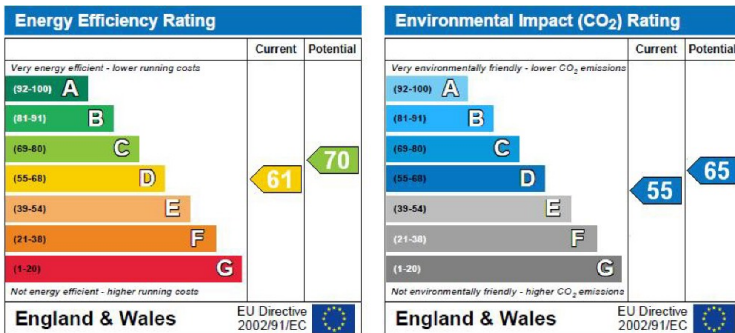 Energy Efficiency Rating
Current Potential
Very energy efficient - lower running costs
(92-100) A
(81-91) B
(69-80) C
(55-68) D
(39-54) E
(21-38) F
(1-20) G
61
70
Not energy efficient - higher running costs
England & Wales
EU Directive
2002/91/EC
Environmental Impact (CO₂) Rating
Current Potential
Very environmentally friendly - lower CO₂ emissions
(92-100) A
(81-91) B
(69-80) C
(55-68) D
(39-54) E
(21-38) F
(1-20) G
55
65
Not environmentally friendly - higher CO₂ emissions
England & Wales
EU Directive
2002/91/EC